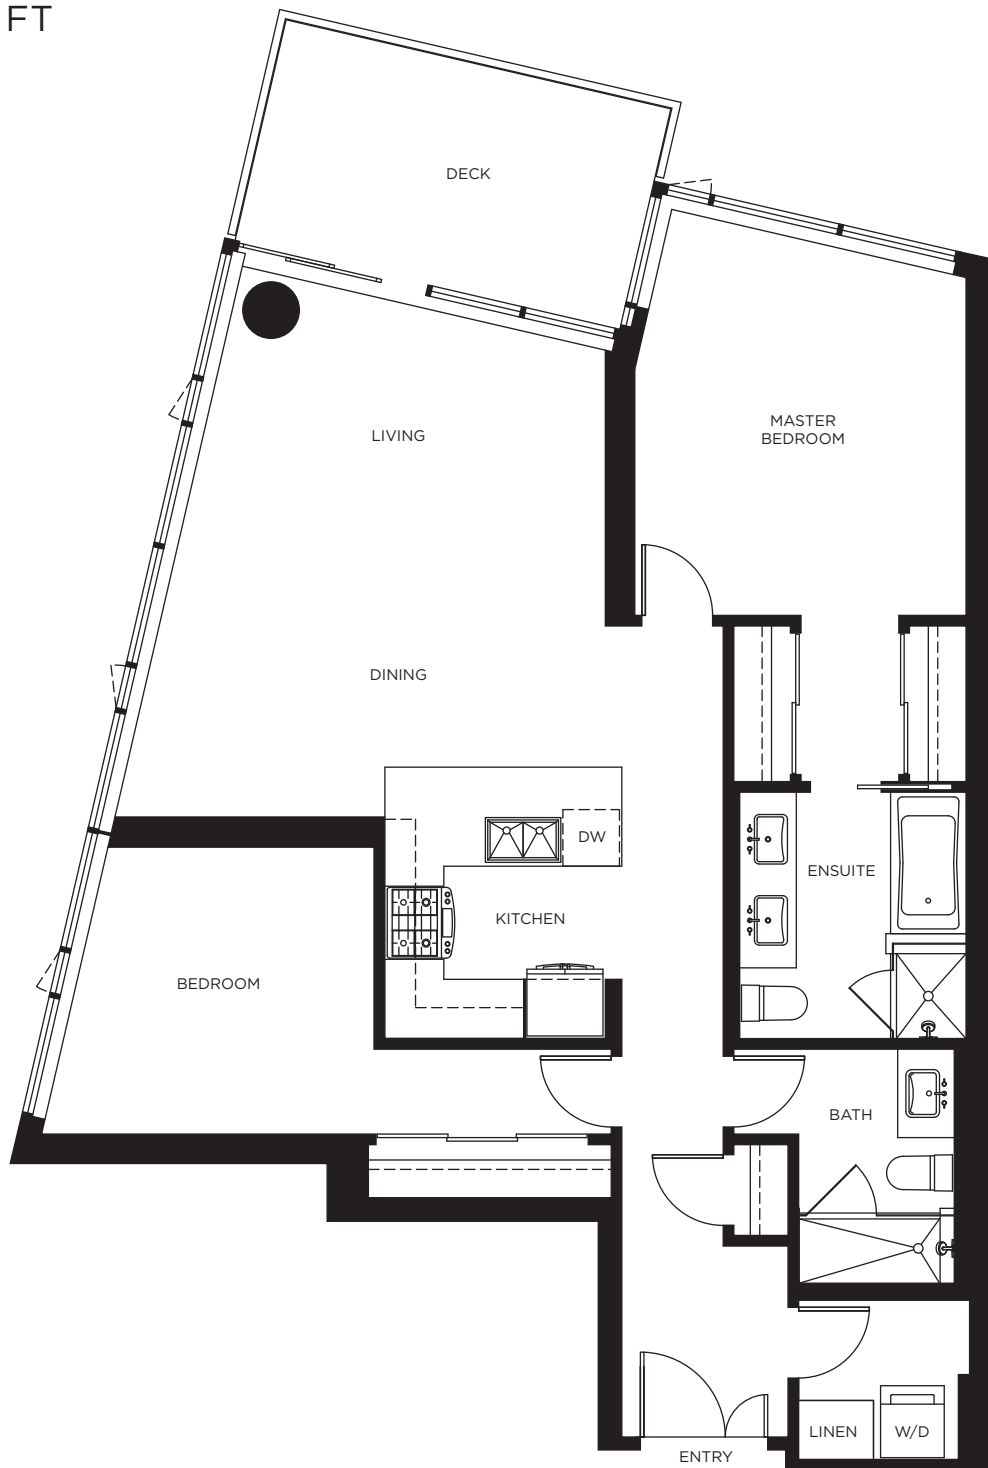 FT
DECK
MASTER
BEDROOM
LIVING
DINING
DW
ENSUITE
KITCHEN
BEDROOM
BATH
LINEN
W/D
ENTRY